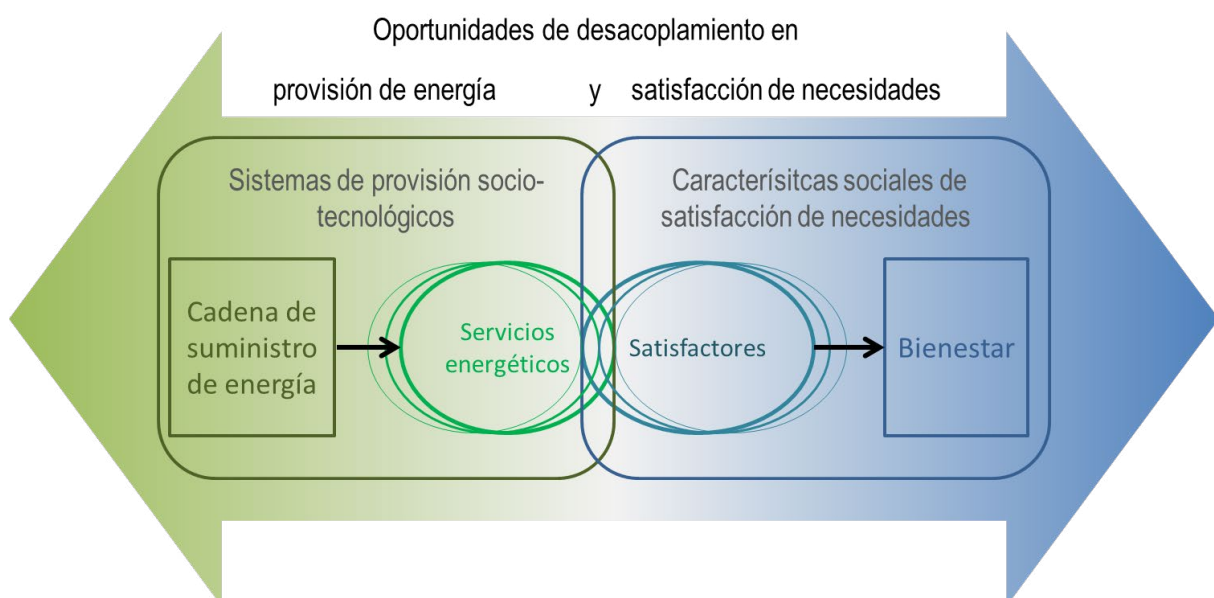 Oportunidades de desacoplamiento en
provisión de energía y satisfacción de necesidades
Sistemas de provisión socio-
tecnológicos
Caracterísitcas sociales de
satisfacción de necesidades
Cadena de
suministro
de energía
Servicios
energéticos
Satisfactores
Bienestar